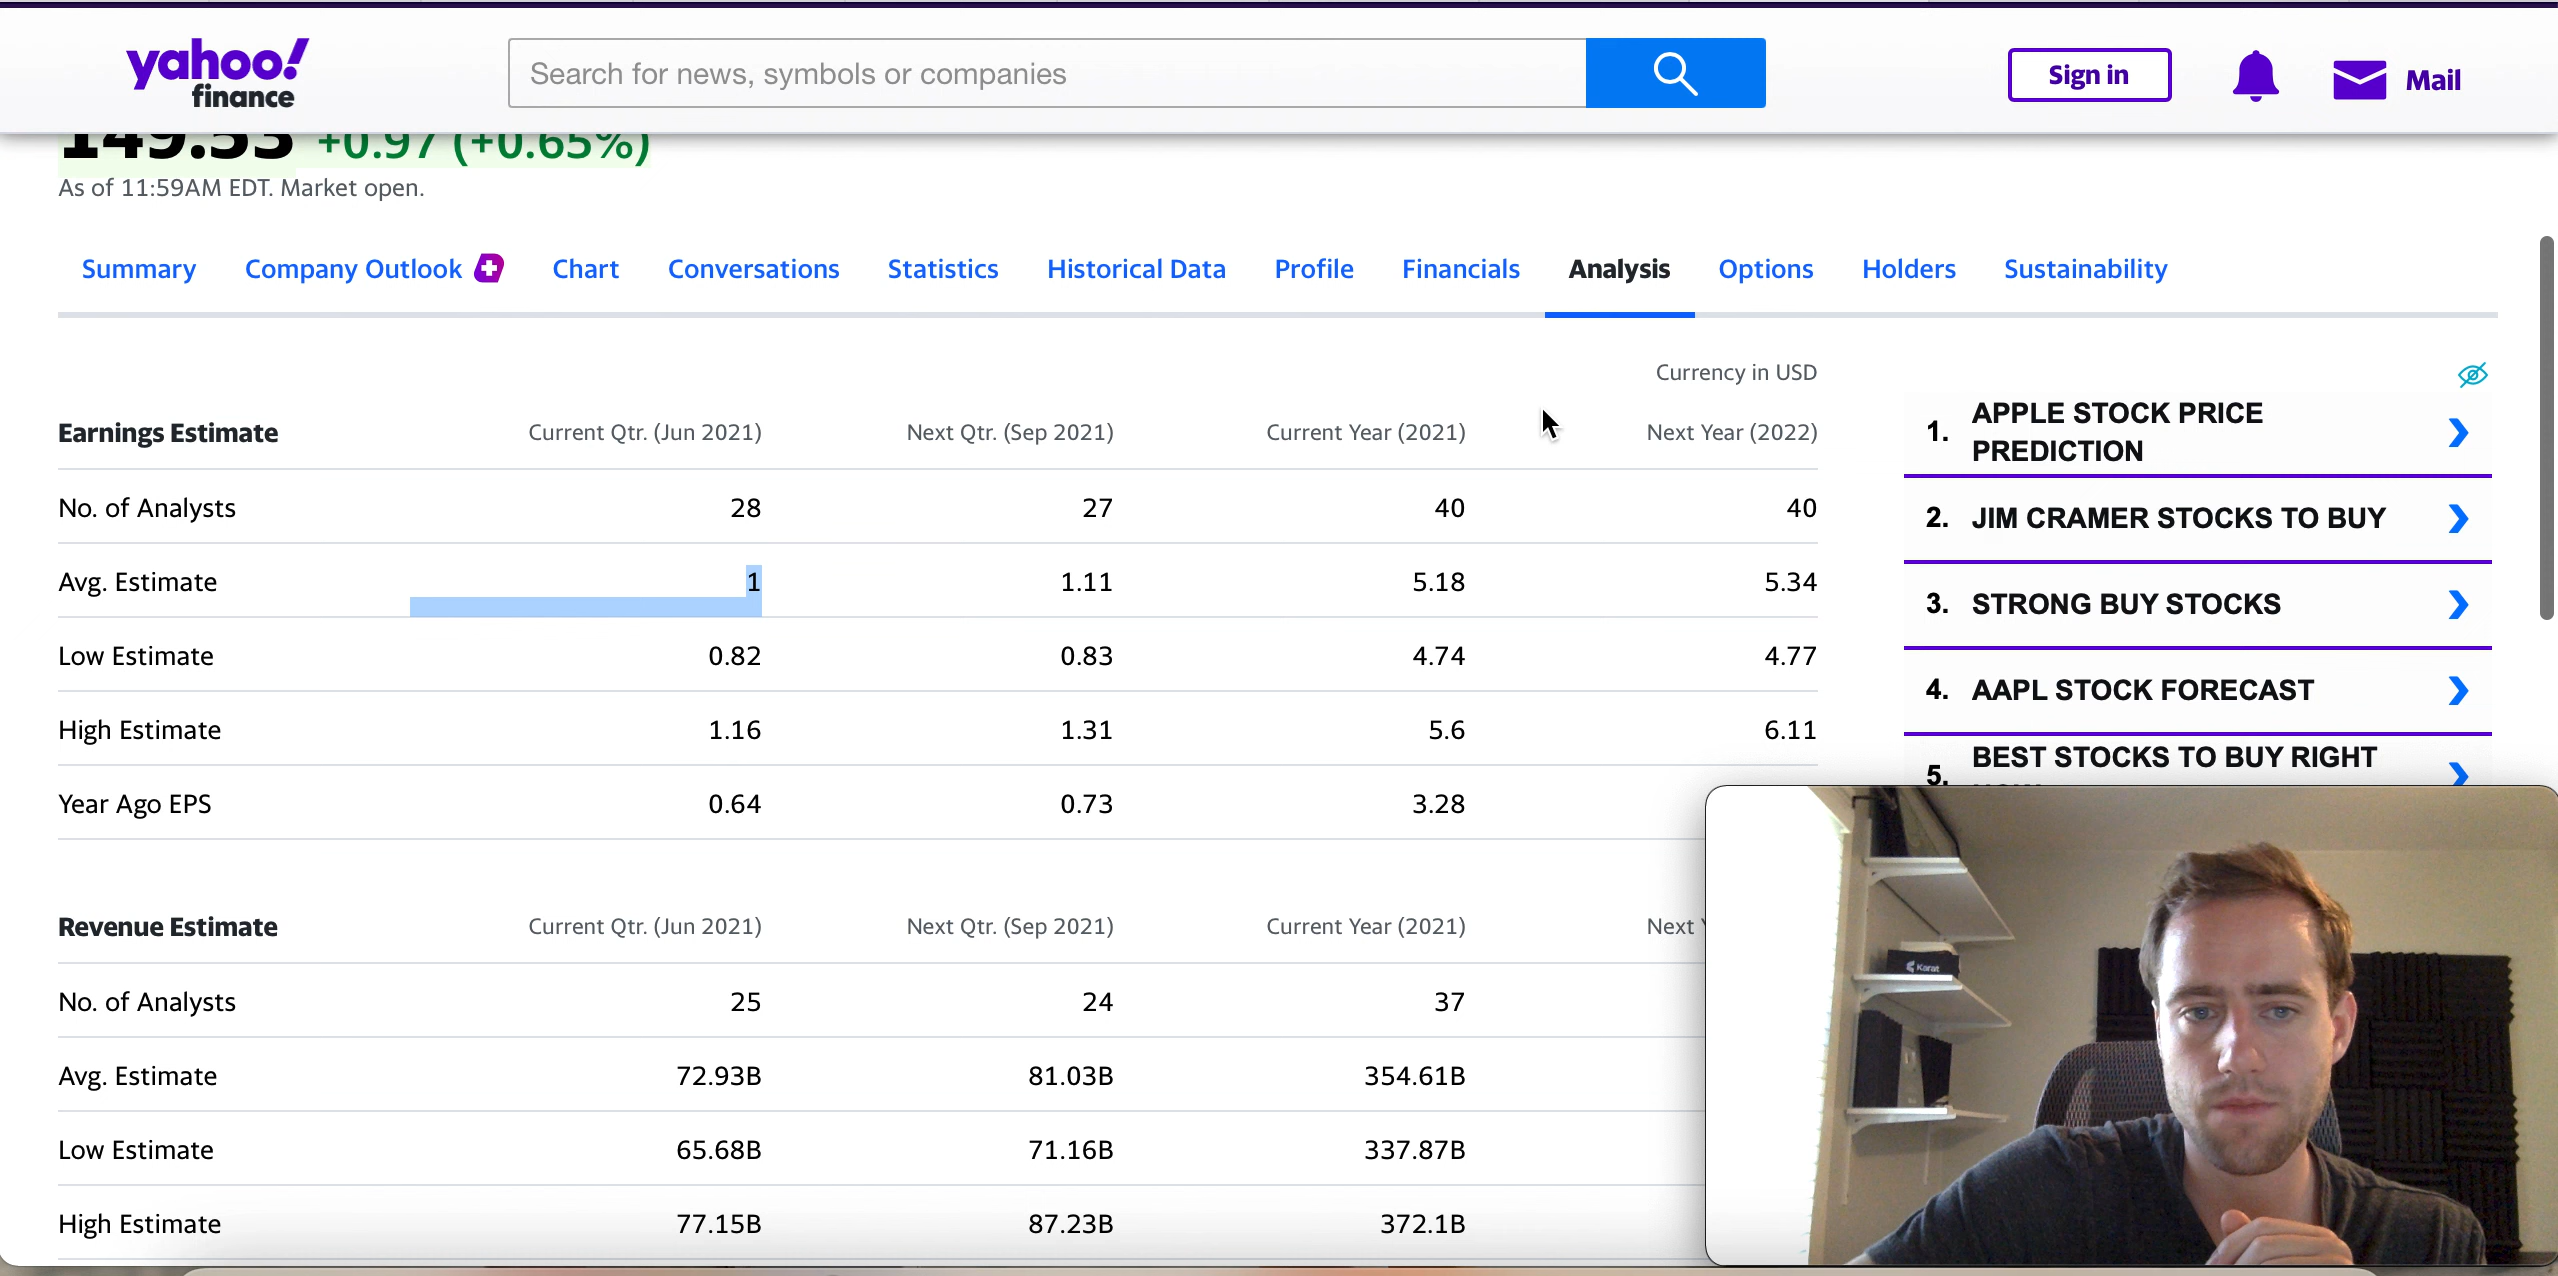 yahoo!
finance
Search for news, symbols or companies
Sign in
Mail
149.53 +0.97 (+0.65%)
As of 11:59AM EDT. Market open.
Summary Company Outlook Chart Conversations Statistics Historical Data Profile Financials Analysis Options Holders Sustainability
Currency in USD
Earnings Estimate Current Qtr. (Jun 2021) Next Qtr. (Sep 2021) Current Year (2021) Next Year (2022)
No. of Analysts 28 27 40 40
Avg. Estimate 1 1.11 5.18 5.34
Low Estimate 0.82 0.83 4.74 4.77
High Estimate 1.16 1.31 5.6 6.11
Year Ago EPS 0.64 0.73 3.28
Revenue Estimate Current Qtr. (Jun 2021) Next Qtr. (Sep 2021) Current Year (2021) Next
No. of Analysts 25 24 37
Avg. Estimate 72.93B 81.03B 354.61B
Low Estimate 65.68B 71.16B 337.87B
High Estimate 77.15B 87.23B 372.1B
1. APPLE STOCK PRICE
PREDICTION
2. JIM CRAMER STOCKS TO BUY
3. STRONG BUY STOCKS
4. AAPL STOCK FORECAST
5. BEST STOCKS TO BUY RIGHT
Karat